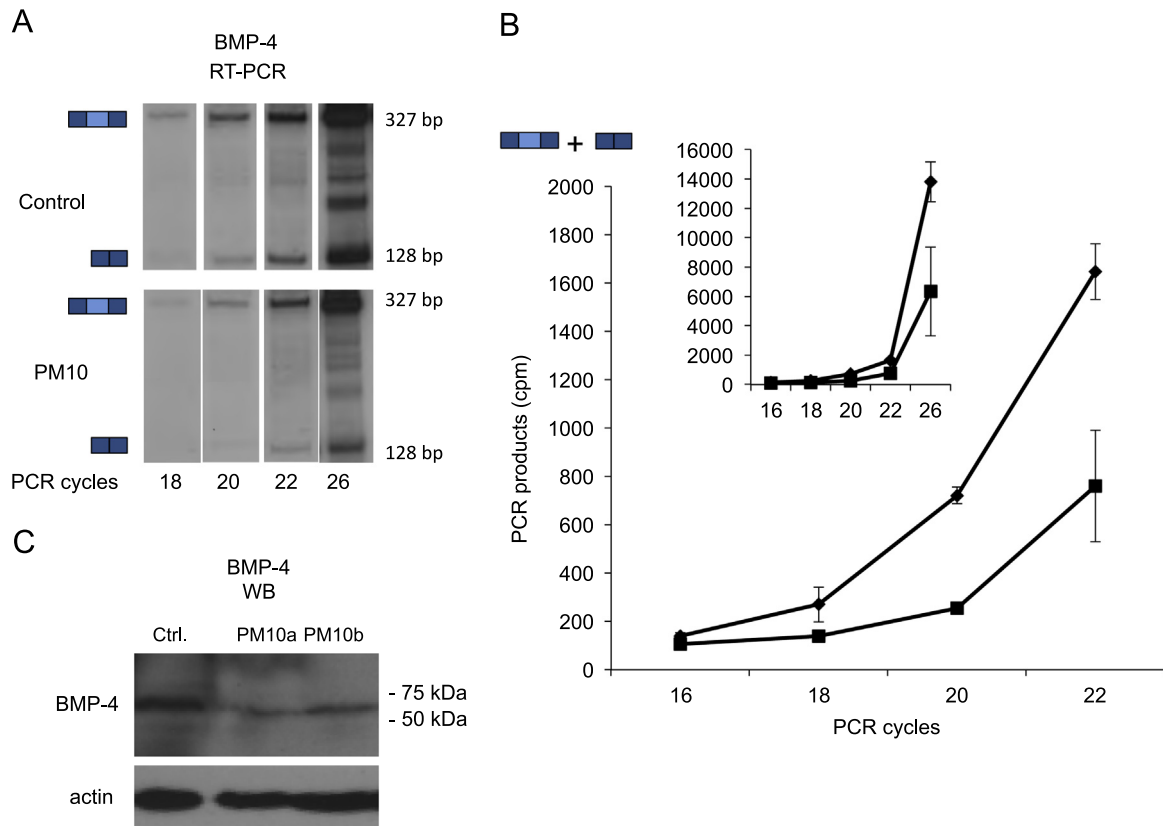 A
BMP-4
RT-PCR
327 bp
Control
128 bp
327 bp
PM10
128 bp
PCR cycles 18 20 22 26
B
+
16000
14000
12000
10000
8000
6000
4000
2000
0
16 18 20 22 26
2000
1800
1600
1400
1200
1000
800
600
400
200
0
PCR products (cpm)
16 18 20 22
PCR cycles
C
BMP-4
WB
Ctrl. PM10a PM10b
BMP-4
- 75 kDa
- 50 kDa
actin